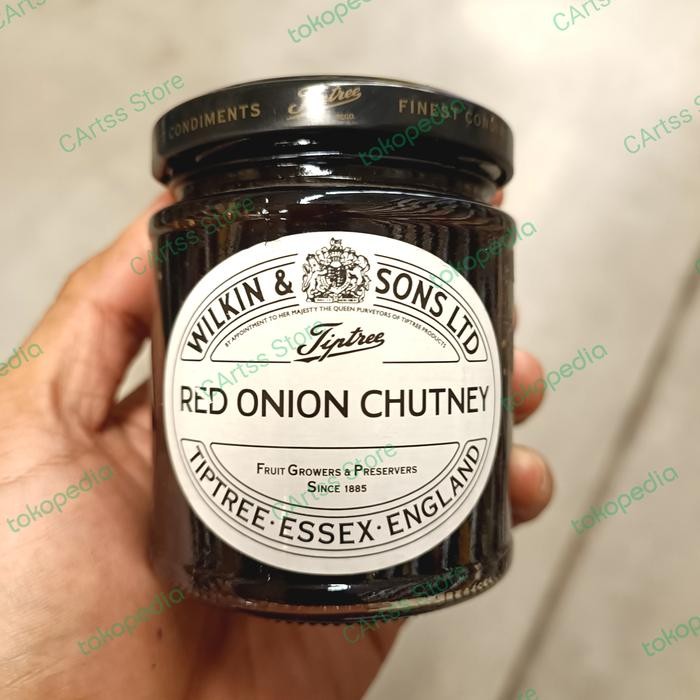 CONDIMENTS Tiptree FINEST
WILKIN & SONS LTD
BY APPOINTMENT TO HER MAJESTY THE QUEEN PURVEYORS OF TIPTREE PRODUCTS
Tiptree
RED ONION CHUTNEY
FRUIT GROWERS & PRESERVERS
SINCE 1885
TIPTREE·ESSEX·ENGLAND
CArtss Store
tokopedia